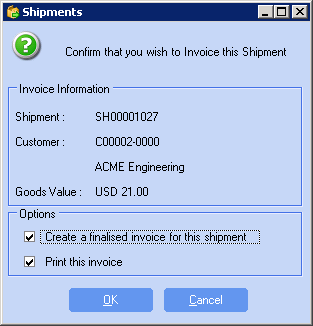 Shipments
Confirm that you wish to Invoice this Shipment
Invoice Information
Shipment : SH00001027
Customer : C00002-0000
ACME Engineering
Goods Value : USD 21.00
Options
Create a finalised invoice for this shipment
Print this invoice
OK Cancel